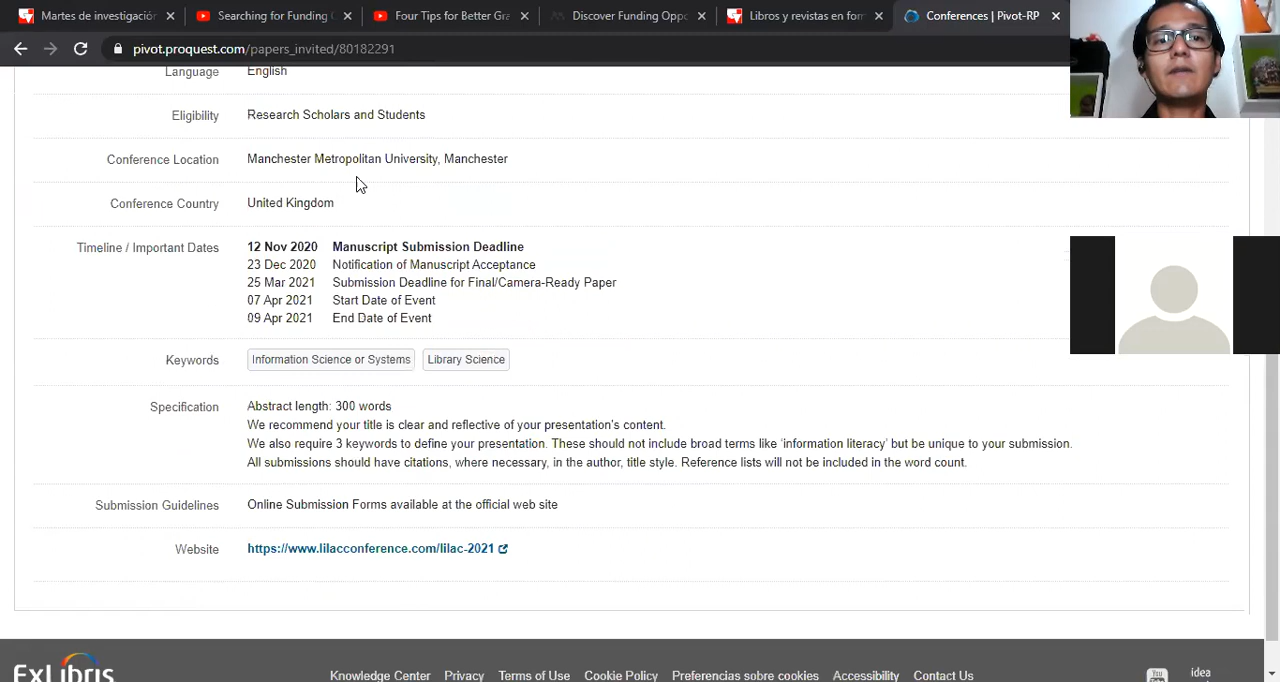 Martes de investigación
Searching for Funding
Four Tips for Better Gra
Discover Funding Oppo
Libros y revistas en for
Conferences | Pivot-RP
pivot.proquest.com/papers_invited/80182291
Language English
Eligibility Research Scholars and Students
Conference Location Manchester Metropolitan University, Manchester
Conference Country United Kingdom
Timeline / Important Dates 12 Nov 2020 Manuscript Submission Deadline
23 Dec 2020 Notification of Manuscript Acceptance
25 Mar 2021 Submission Deadline for Final/Camera-Ready Paper
07 Apr 2021 Start Date of Event
09 Apr 2021 End Date of Event
Keywords Information Science or Systems Library Science
Specification Abstract length: 300 words
We recommend your title is clear and reflective of your presentation's content.
We also require 3 keywords to define your presentation. These should not include broad terms like 'information literacy' but be unique to your submission.
All submissions should have citations, where necessary, in the author, title style. Reference lists will not be included in the word count.
Submission Guidelines Online Submission Forms available at the official web site
Website https://www.lilacconference.com/lilac-2021
ExLibris Knowledge Center Privacy Terms of Use Cookie Policy Preferencias sobre cookies Accessibility Contact Us You Tube idea